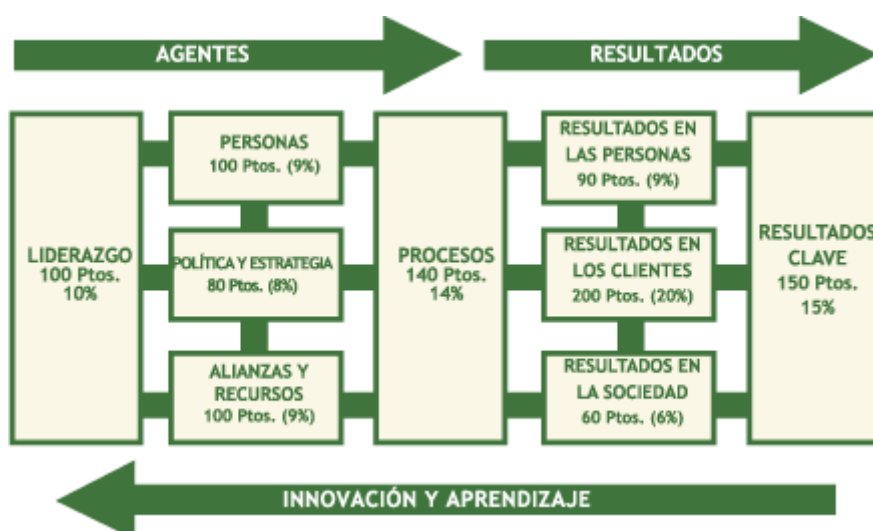 AGENTES
RESULTADOS
LIDERAZGO
100 Ptos.
10%
PERSONAS
100 Ptos. (9%)
POLÍTICA Y ESTRATEGIA
80 Ptos. (8%)
ALIANZAS Y
RECURSOS
100 Ptos. (9%)
PROCESOS
140 Ptos.
14%
RESULTADOS EN
LAS PERSONAS
90 Ptos. (9%)
RESULTADOS EN
LOS CLIENTES
200 Ptos. (20%)
RESULTADOS EN
LA SOCIEDAD
60 Ptos. (6%)
RESULTADOS
CLAVE
150 Ptos.
15%
INNOVACIÓN Y APRENDIZAJE